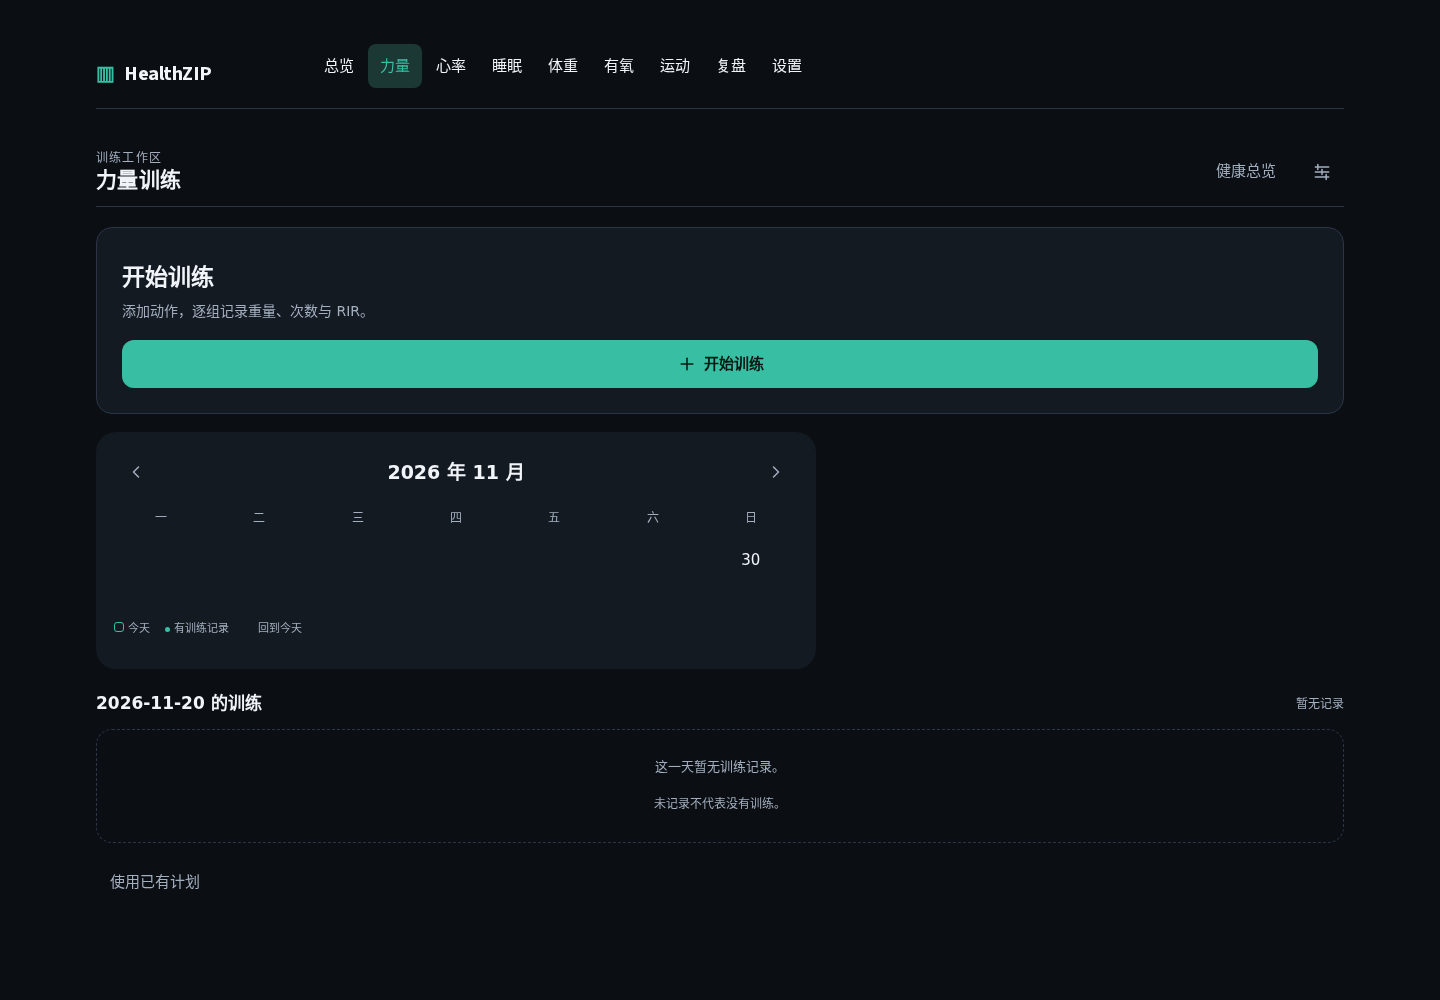 HealthZIP
总览 力量 心率 睡眠 体重 有氧 运动 复盘 设置
训练工作区
力量训练
健康总览
开始训练
添加动作，逐组记录重量、次数与 RIR。
开始训练
2026 年 11 月
一 二 三 四 五 六 日
30
今天 有训练记录 回到今天
2026-11-20 的训练
暂无记录
这一天暂无训练记录。
未记录不代表没有训练。
使用已有计划